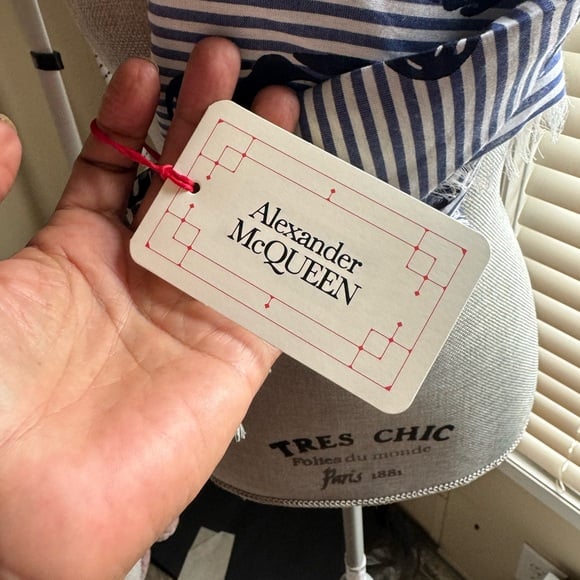 Alexander
McQUEEN
TRES CHIC
Folies du monde
Paris 1881